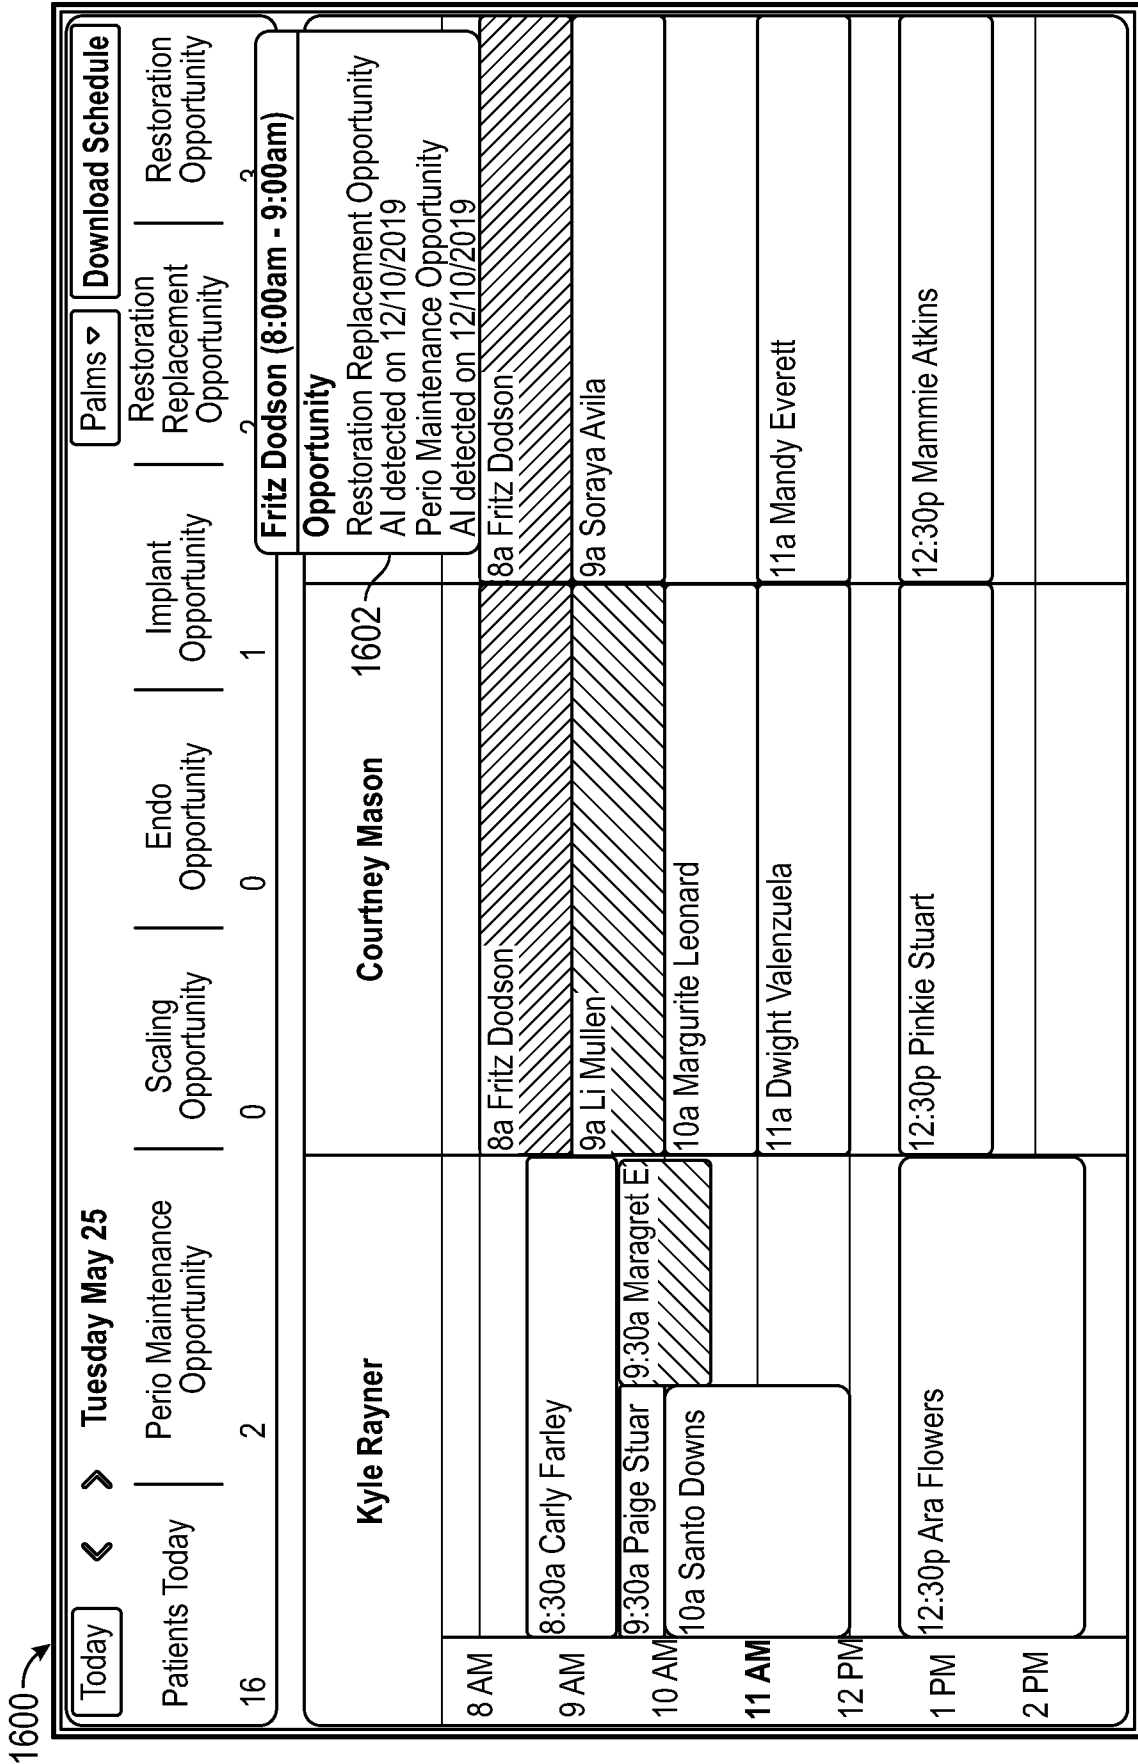 1600
Today
Tuesday May 25
Palms
Download Schedule
Patients Today
16
Perio Maintenance
Opportunity
2
Scaling
Opportunity
0
Endo
Opportunity
0
Implant
Opportunity
1
Restoration
Replacement
Opportunity
2
Restoration
Opportunity
3
Fritz Dodson (8:00am - 9:00am)
Opportunity
Restoration Replacement Opportunity
AI detected on 12/10/2019
Perio Maintenance Opportunity
AI detected on 12/10/2019
1602
Kyle Rayner
Courtney Mason
8 AM
9 AM
10 AM
11 AM
12 PM
1 PM
2 PM
8:30a Carly Farley
9:30a Paige Stuar
9:30a Maragret E
10a Santo Downs
12:30p Ara Flowers
8a Fritz Dodson
9a Li Mullen
10a Margurite Leonard
11a Dwight Valenzuela
12:30p Pinkie Stuart
8a Fritz Dodson
9a Soraya Avila
11a Mandy Everett
12:30p Mammie Atkins